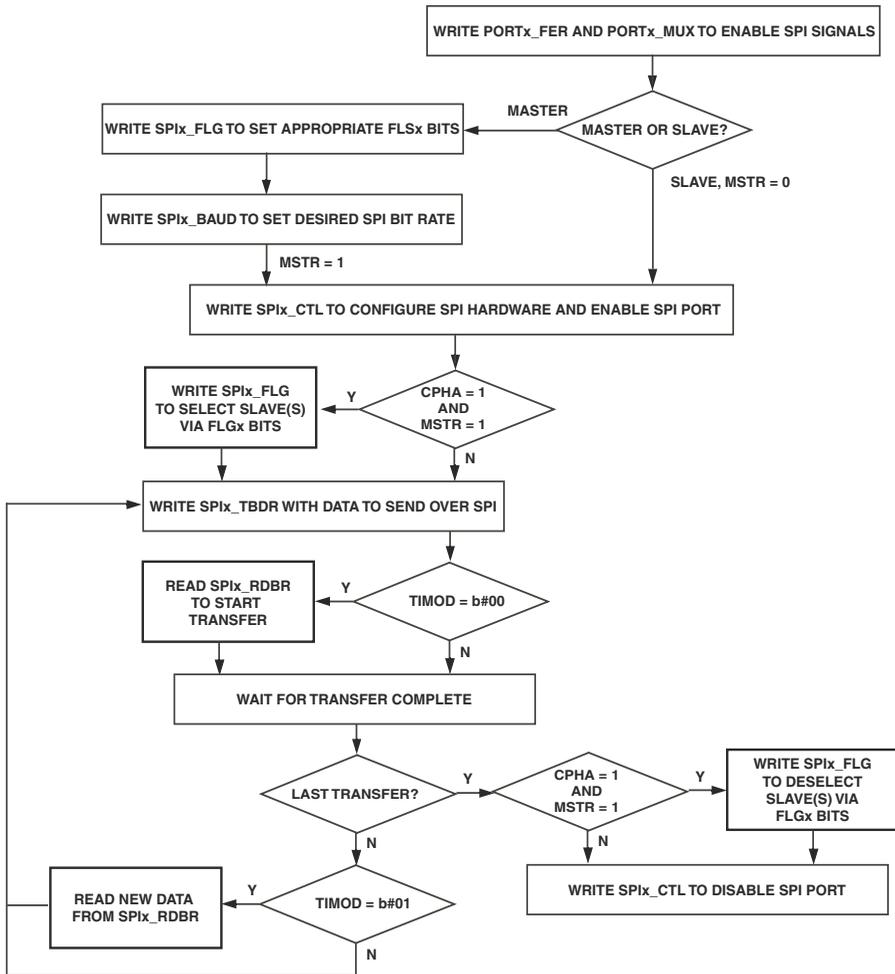 WRITE PORTx_FER AND PORTx_MUX TO ENABLE SPI SIGNALS
MASTER
WRITE SPIx_FLG TO SET APPROPRIATE FLSx BITS
MASTER OR SLAVE?
SLAVE, MSTR = 0
WRITE SPIx_BAUD TO SET DESIRED SPI BIT RATE
MSTR = 1
WRITE SPIx_CTL TO CONFIGURE SPI HARDWARE AND ENABLE SPI PORT
WRITE SPIx_FLG
TO SELECT SLAVE(S)
VIA FLGx BITS
Y
CPHA = 1
AND
MSTR = 1
N
WRITE SPIx_TBDR WITH DATA TO SEND OVER SPI
READ SPIx_RDBR
TO START
TRANSFER
Y
TIMOD = b#00
N
WAIT FOR TRANSFER COMPLETE
LAST TRANSFER?
Y
CPHA = 1
AND
MSTR = 1
Y
WRITE SPIx_FLG
TO DESELECT
SLAVE(S) VIA
FLGx BITS
N
N
WRITE SPIx_CTL TO DISABLE SPI PORT
READ NEW DATA
FROM SPIx_RDBR
Y
TIMOD = b#01
N